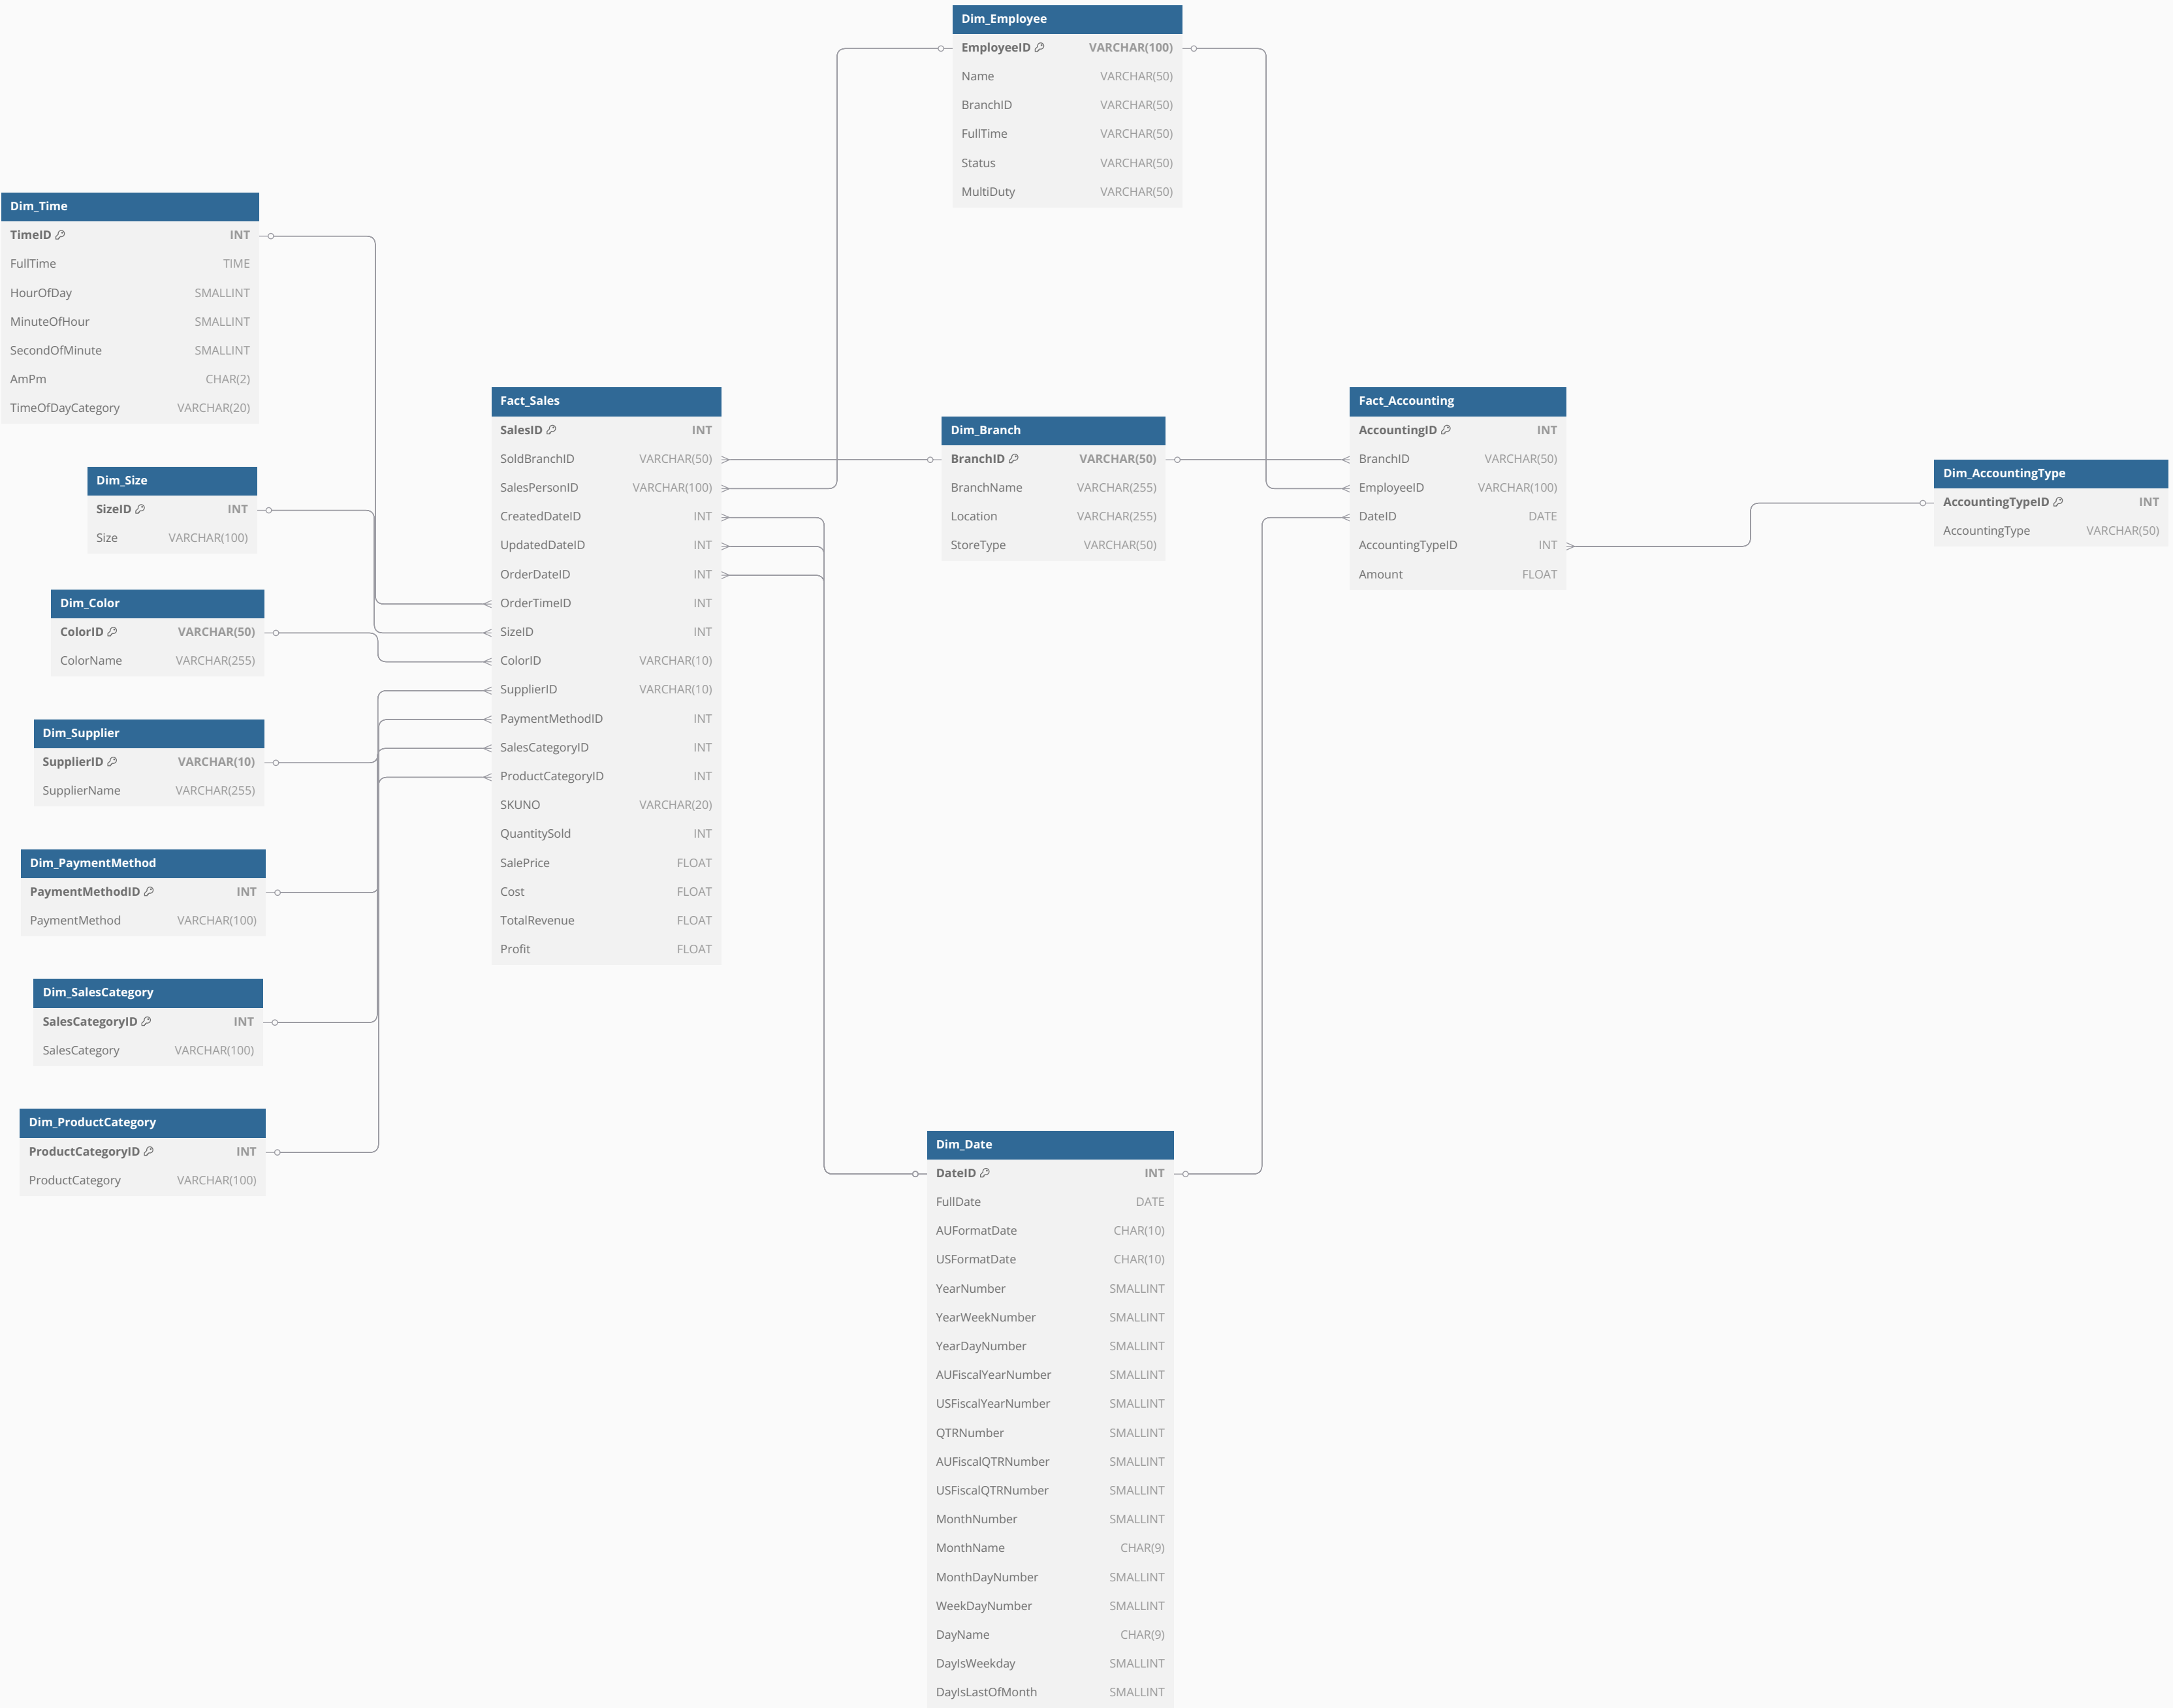 Dim_Employee
EmployeeID VARCHAR(100)
Name VARCHAR(50)
BranchID VARCHAR(50)
FullTime VARCHAR(50)
Status VARCHAR(50)
MultiDuty VARCHAR(50)
Dim_Time
TimeID INT
FullTime TIME
HourOfDay SMALLINT
MinuteOfHour SMALLINT
SecondOfMinute SMALLINT
AmPm CHAR(2)
TimeOfDayCategory VARCHAR(20)
Dim_Size
SizeID INT
Size VARCHAR(100)
Dim_Color
ColorID VARCHAR(50)
ColorName VARCHAR(255)
Dim_Supplier
SupplierID VARCHAR(10)
SupplierName VARCHAR(255)
Dim_PaymentMethod
PaymentMethodID INT
PaymentMethod VARCHAR(100)
Dim_SalesCategory
SalesCategoryID INT
SalesCategory VARCHAR(100)
Dim_ProductCategory
ProductCategoryID INT
ProductCategory VARCHAR(100)
Fact_Sales
SalesID INT
SoldBranchID VARCHAR(50)
SalesPersonID VARCHAR(100)
CreatedDateID INT
UpdatedDateID INT
OrderDateID INT
OrderTimeID INT
SizeID INT
ColorID VARCHAR(10)
SupplierID VARCHAR(10)
PaymentMethodID INT
SalesCategoryID INT
ProductCategoryID INT
SKUNO VARCHAR(20)
QuantitySold INT
SalePrice FLOAT
Cost FLOAT
TotalRevenue FLOAT
Profit FLOAT
Dim_Branch
BranchID VARCHAR(50)
BranchName VARCHAR(255)
Location VARCHAR(255)
StoreType VARCHAR(50)
Fact_Accounting
AccountingID INT
BranchID VARCHAR(50)
EmployeeID VARCHAR(100)
DateID DATE
AccountingTypeID INT
Amount FLOAT
Dim_AccountingType
AccountingTypeID INT
AccountingType VARCHAR(50)
Dim_Date
DateID INT
FullDate DATE
AUFormatDate CHAR(10)
USFormatDate CHAR(10)
YearNumber SMALLINT
YearWeekNumber SMALLINT
YearDayNumber SMALLINT
AUFiscalYearNumber SMALLINT
USFiscalYearNumber SMALLINT
QTRNumber SMALLINT
AUFiscalQTRNumber SMALLINT
USFiscalQTRNumber SMALLINT
MonthNumber SMALLINT
MonthName CHAR(9)
MonthDayNumber SMALLINT
WeekDayNumber SMALLINT
DayName CHAR(9)
DayIsWeekday SMALLINT
DayIsLastOfMonth SMALLINT